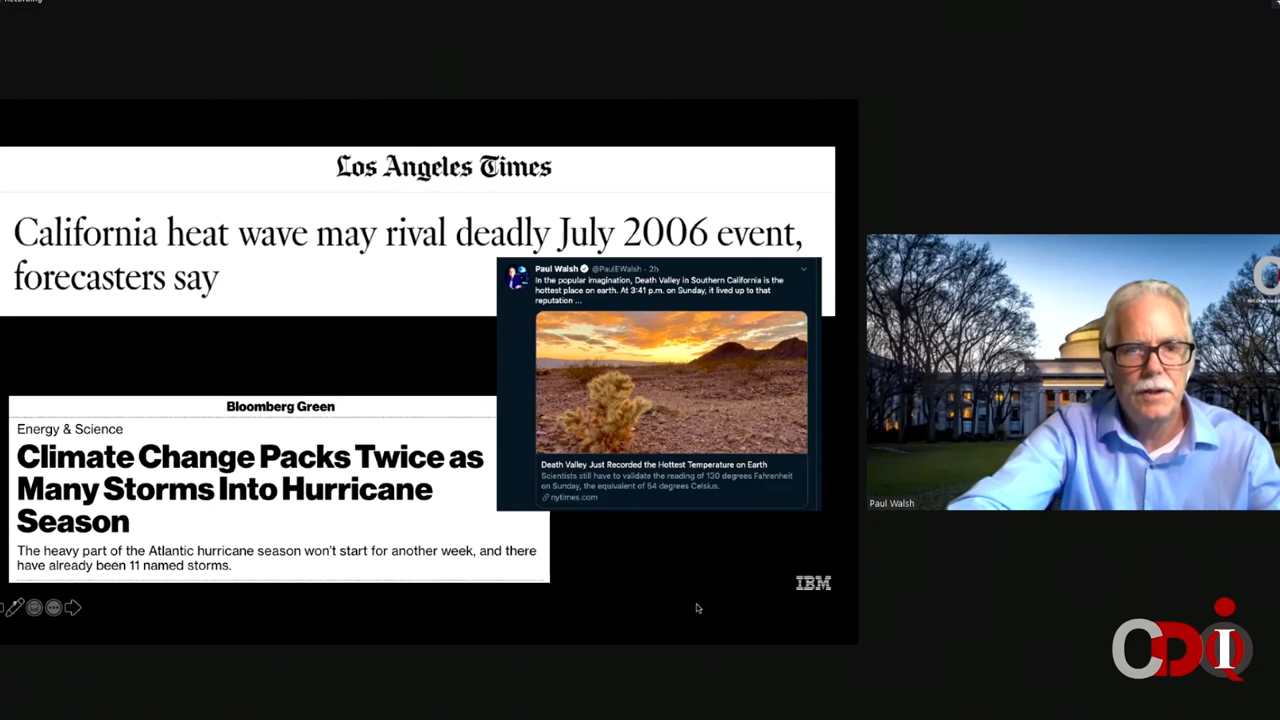 Recording
Los Angeles Times
California heat wave may rival deadly July 2006 event,
forecasters say
Paul Walsh @PaulEWalsh · 2h
In the popular imagination, Death Valley in Southern California is the
hottest place on earth. At 3:41 p.m. on Sunday, it lived up to that
reputation ...
Death Valley Just Recorded the Hottest Temperature on Earth
Scientists still have to validate the reading of 130 degrees Fahrenheit
on Sunday, the equivalent of 54 degrees Celsius.
nytimes.com
Bloomberg Green
Energy & Science
Climate Change Packs Twice as
Many Storms Into Hurricane
Season
The heavy part of the Atlantic hurricane season won't start for another week, and there
have already been 11 named storms.
IBM
Paul Walsh
CDIQ